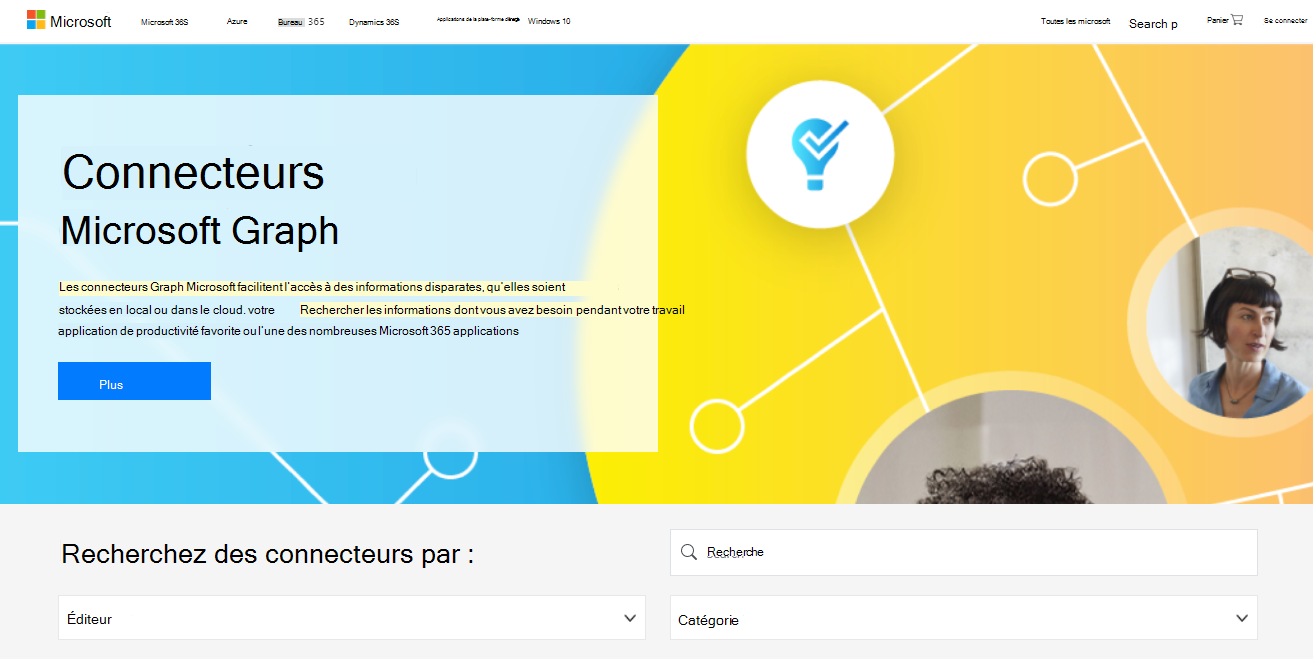 Microsoft Microsoft 36S Azure Bureau 365 Dynamics 36S Applications de la plate-forme Windows 10 Toutes les microsoft Search p Panier Se connecter
Connecteurs
Microsoft Graph
Les connecteurs Graph Microsoft facilitent l'accès à des informations disparates, qu'elles soient
stockées en local ou dans le cloud. votre Rechercher les informations dont vous avez besoin pendant votre travail
application de productivité favorite ou l'une des nombreuses Microsoft 365 applications
Plus
Recherchez des connecteurs par :
Recherche
Éditeur
Catégorie